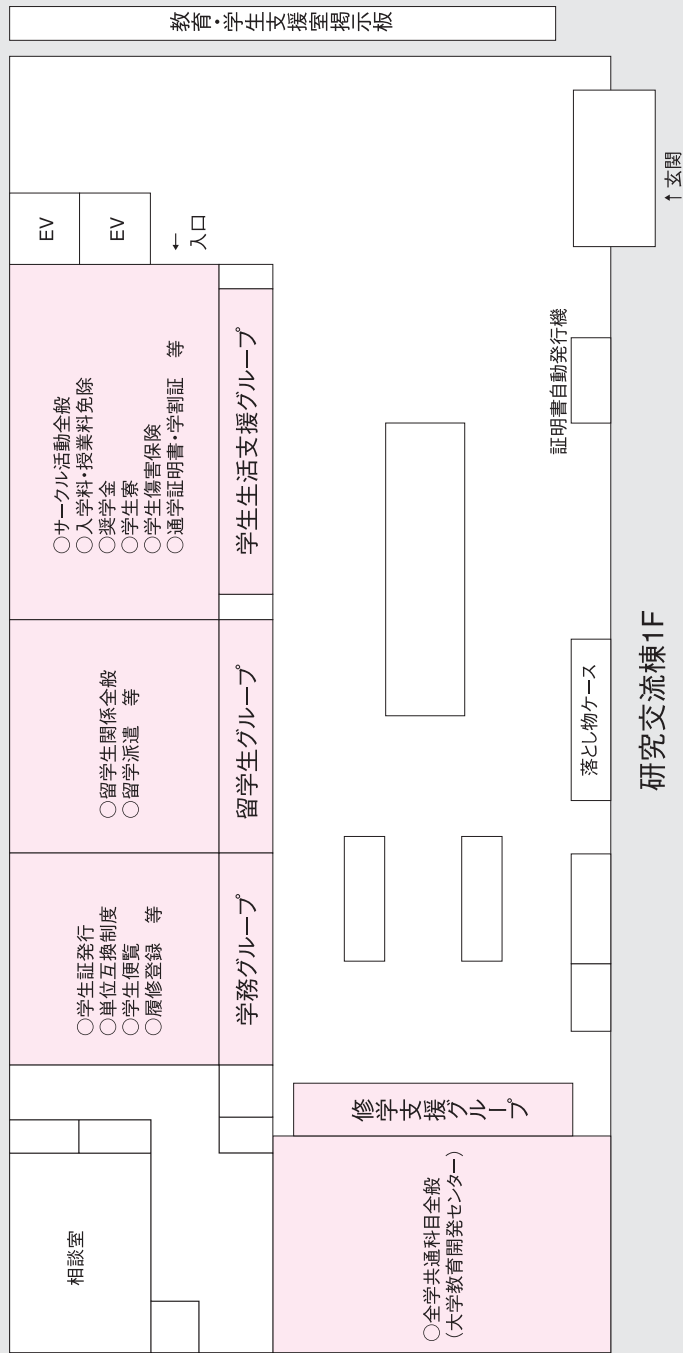 教育・学生支援室掲示板
EV
EV
←入口
○サークル活動全般
○入学料・授業料免除
○奨学金
○学生寮
○学生傷害保険
○通学証明書・学割証　等
学生生活支援グループ
○留学生関係全般
○留学派遣　等
留学生グループ
○学生証発行
○単位互換制度
○学生便覧
○履修登録　等
学務グループ
相談室
修学支援グループ
○全学共通科目全般
（大学教育開発センター）
証明書自動発行機
落とし物ケース
↑玄関
研究交流棟1F